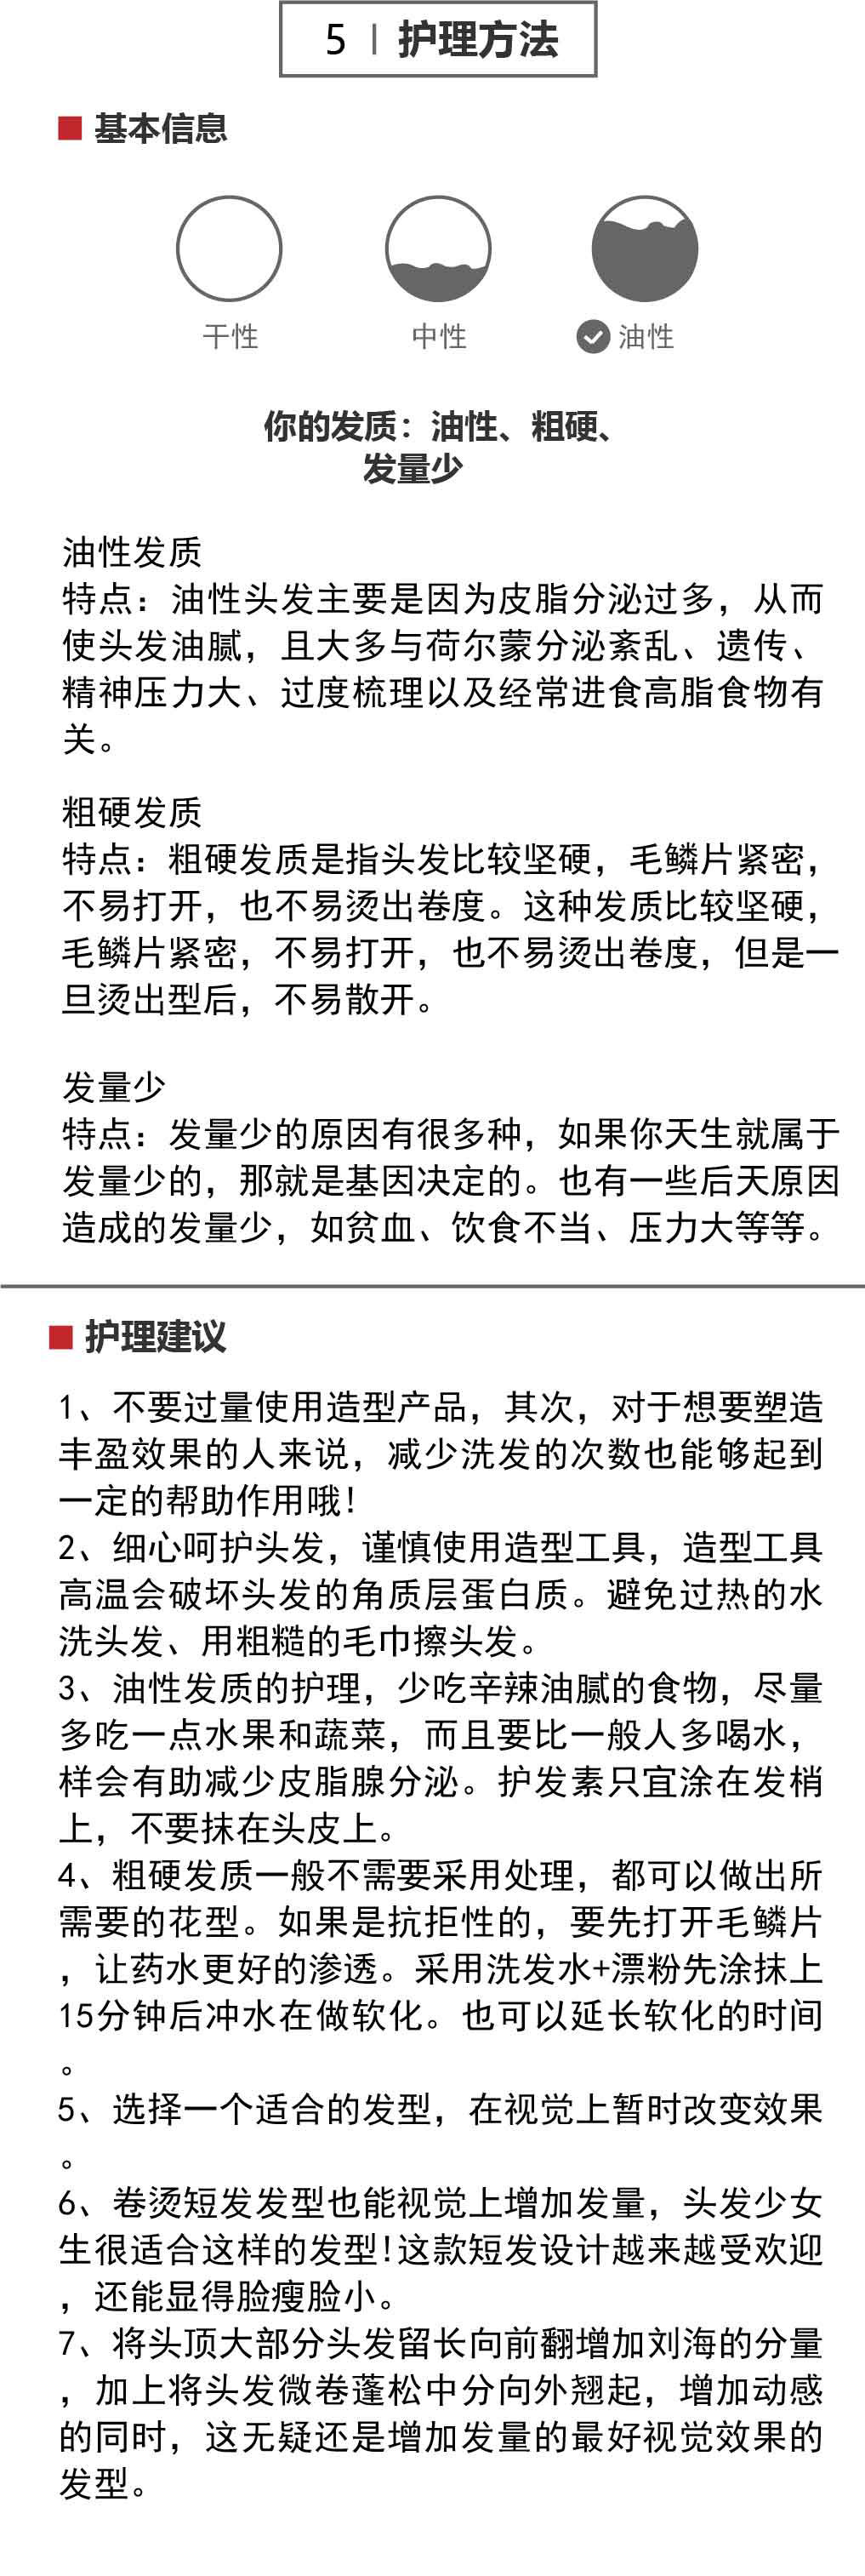 5 | 护理方法
基本信息
干性 中性 油性
你的发质：油性、粗硬、
发量少
油性发质
特点：油性头发主要是因为皮脂分泌过多，从而
使头发油腻，且大多与荷尔蒙分泌紊乱、遗传、
精神压力大、过度梳理以及经常进食高脂食物有
关。
粗硬发质
特点：粗硬发质是指头发比较坚硬，毛鳞片紧密，
不易打开，也不易烫出卷度。这种发质比较坚硬，
毛鳞片紧密，不易打开，也不易烫出卷度，但是一
旦烫出型后，不易散开。
发量少
特点：发量少的原因有很多种，如果你天生就属于
发量少的，那就是基因决定的。也有一些后天原因
造成的发量少，如贫血、饮食不当、压力大等等。
护理建议
1、不要过量使用造型产品，其次，对于想要塑造
丰盈效果的人来说，减少洗发的次数也能够起到
一定的帮助作用哦!
2、细心呵护头发，谨慎使用造型工具，造型工具
高温会破坏头发的角质层蛋白质。避免过热的水
洗头发、用粗糙的毛巾擦头发。
3、油性发质的护理，少吃辛辣油腻的食物，尽量
多吃一点水果和蔬菜，而且要比一般人多喝水，
样会有助减少皮脂腺分泌。护发素只宜涂在发梢
上，不要抹在头皮上。
4、粗硬发质一般不需要采用处理，都可以做出所
需要的花型。如果是抗拒性的，要先打开毛鳞片
，让药水更好的渗透。采用洗发水+漂粉先涂抹上
15分钟后冲水在做软化。也可以延长软化的时间
。
5、选择一个适合的发型，在视觉上暂时改变效果
。
6、卷烫短发发型也能视觉上增加发量，头发少女
生很适合这样的发型!这款短发设计越来越受欢迎
，还能显得脸瘦脸小。
7、将头顶大部分头发留长向前翻增加刘海的分量
，加上将头发微卷蓬松中分向外翘起，增加动感
的同时，这无疑还是增加发量的最好视觉效果的
发型。